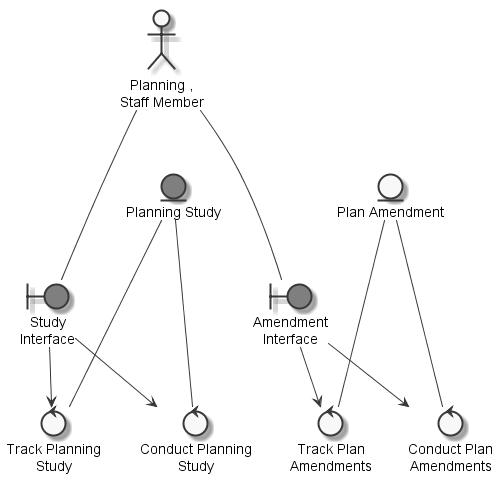 Planning ,
Staff Member
Planning Study
Plan Amendment
Study
Interface
Amendment
Interface
Track Planning
Study
Conduct Planning
Study
Track Plan
Amendments
Conduct Plan
Amendments